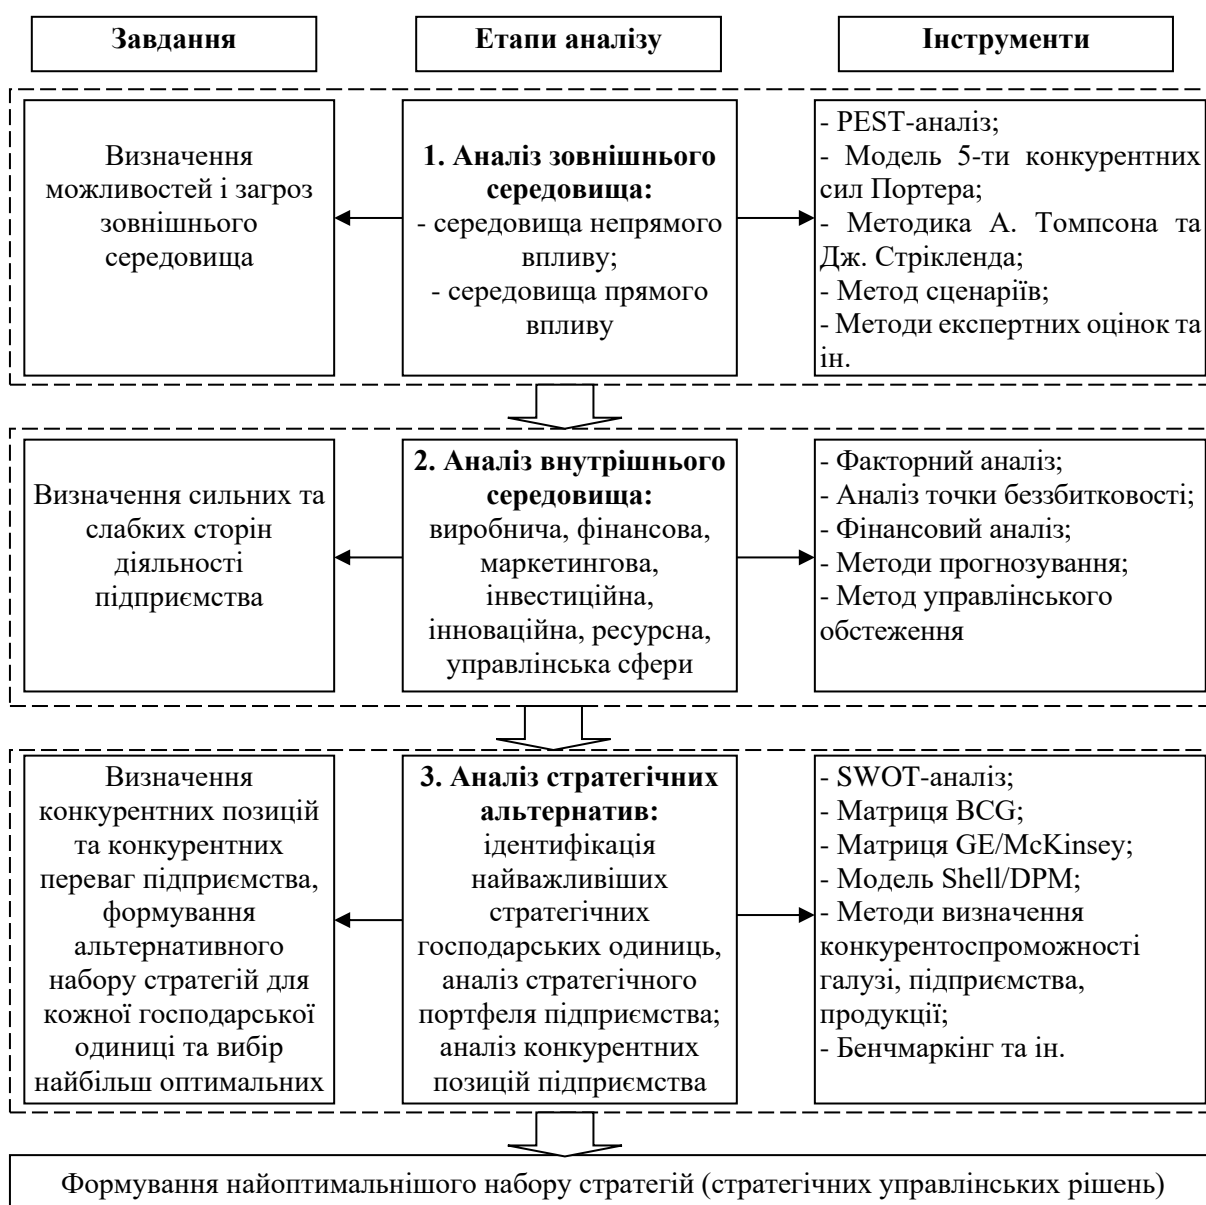 Завдання
Етапи аналізу
Інструменти
Визначення
можливостей і загроз
зовнішнього
середовища
1. Аналіз зовнішнього
середовища:
- середовища непрямого
впливу;
- середовища прямого
впливу
- PEST-аналіз;
- Модель 5-ти конкурентних
сил Портера;
- Методика А. Томпсона та
Дж. Стрікленда;
- Метод сценаріїв;
- Методи експертних оцінок та
ін.
Визначення сильних та
слабких сторін
діяльності
підприємства
2. Аналіз внутрішнього
середовища:
виробнича, фінансова,
маркетингова,
інвестиційна,
інноваційна, ресурсна,
управлінська сфери
- Факторний аналіз;
- Аналіз точки беззбитковості;
- Фінансовий аналіз;
- Методи прогнозування;
- Метод управлінського
обстеження
Визначення
конкурентних позицій
та конкурентних
переваг підприємства,
формування
альтернативного
набору стратегій для
кожної господарської
одиниці та вибір
найбільш оптимальних
3. Аналіз стратегічних
альтернатив:
ідентифікація
найважливіших
стратегічних
господарських одиниць,
аналіз стратегічного
портфеля підприємства;
аналіз конкурентних
позицій підприємства
- SWOT-аналіз;
- Матриця BCG;
- Матриця GE/McKinsey;
- Модель Shell/DPM;
- Методи визначення
конкурентоспроможності
галузі, підприємства,
продукції;
- Бенчмаркінг та ін.
Формування найоптимальнішого набору стратегій (стратегічних управлінських рішень)